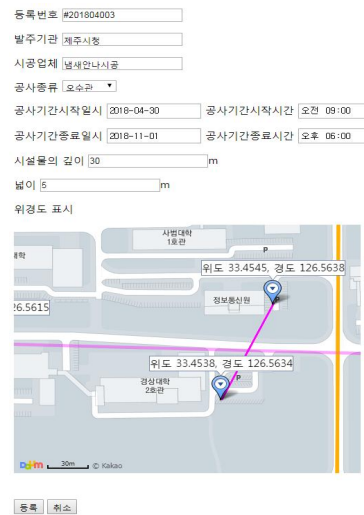 등록번호 #201804003
발주기관 제주시청
시공업체 냄새안나시공
공사종류 오수관
공사기간시작일시 2018-04-30 공사기간시작시간 오전 09:00
공사기간종료일시 2018-11-01 공사기간종료시간 오후 06:00
시설물의 깊이 30 m
넓이 5 m
위경도 표시
사범대학
1호관
P
위도 33.4545, 경도 126.5638
정보통신원
P
26.5615
위도 33.4538, 경도 126.5634
P
경상대학
2호관
Daum 30m © Kakao
등록 취소